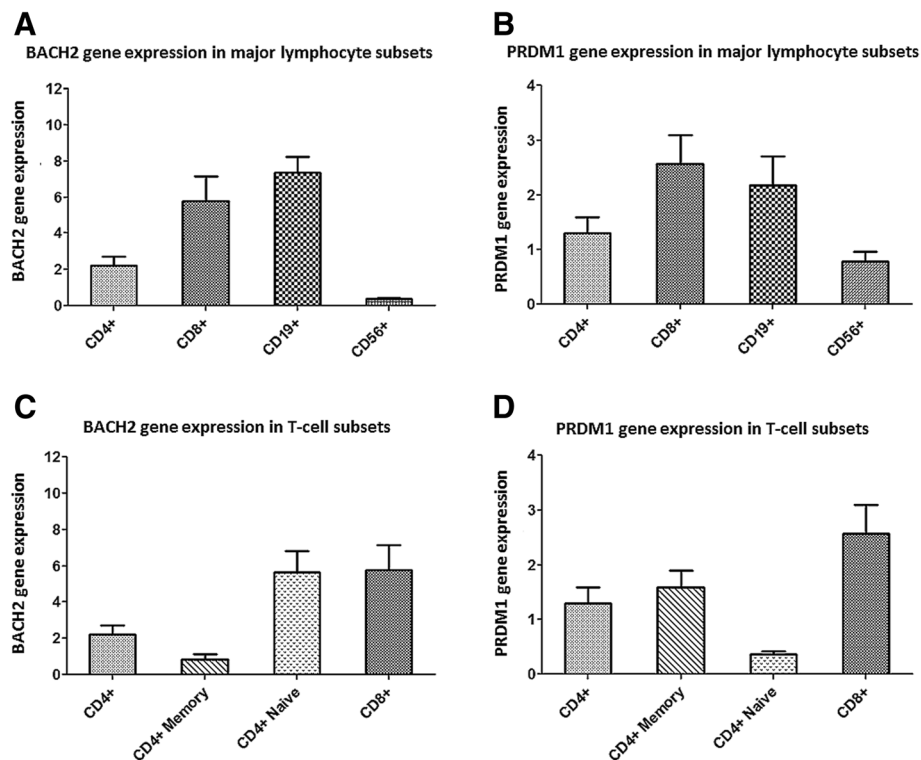 A
BACH2 gene expression in major lymphocyte subsets
BACH2 gene expression
12
10
8
6
4
2
0
CD4+
CD8+
CD19+
CD56+
B
PRDM1 gene expression in major lymphocyte subsets
PRDM1 gene expression
4
3
2
1
0
CD4+
CD8+
CD19+
CD56+
C
BACH2 gene expression in T-cell subsets
BACH2 gene expression
12
10
8
6
4
2
0
CD4+
CD4+ Memory
CD4+ Naive
CD8+
D
PRDM1 gene expression in T-cell subsets
PRDM1 gene expression
4
3
2
1
0
CD4+
CD4+ Memory
CD4+ Naive
CD8+